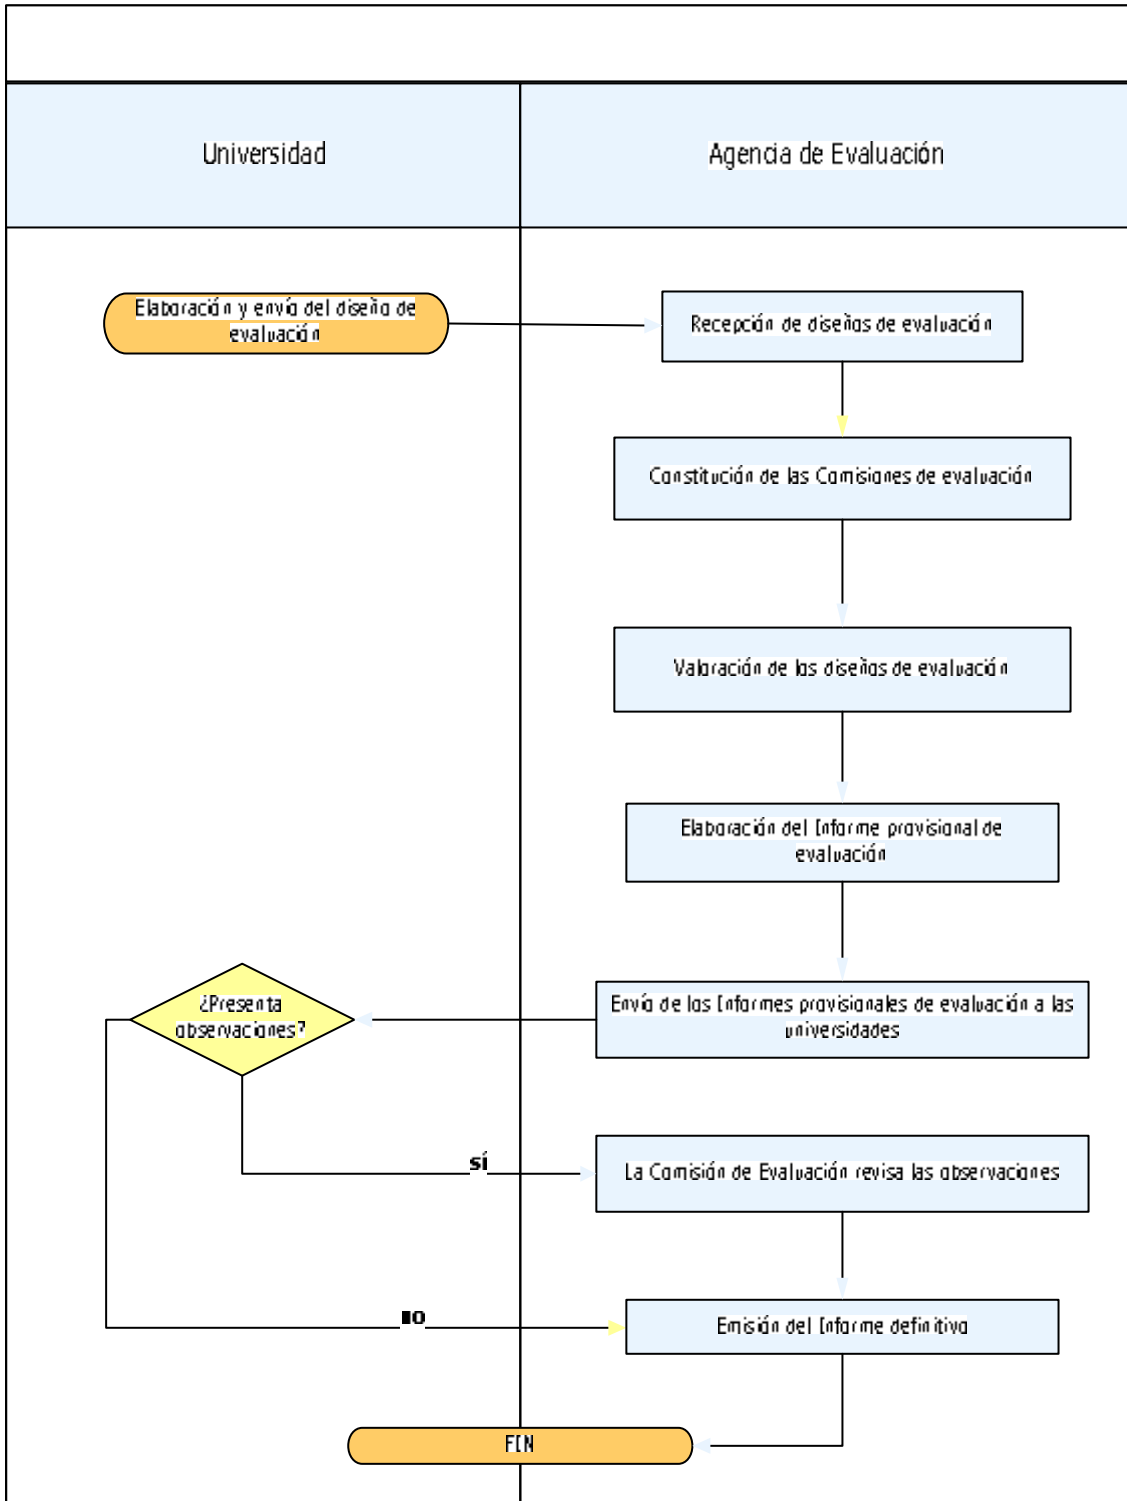 Universidad
Agencia de Evaluación
Elaboración y envío del diseño de
evaluación
Recepción de diseños de evaluación
Constitución de las Comisiones de evaluación
Valoración de los diseños de evaluación
Elaboración del Informe provisional de
evaluación
Envío de los Informes provisionales de evaluación a las
universidades
¿Presenta
observaciones?
sí
La Comisión de Evaluación revisa las observaciones
no
Emisión del Informe definitivo
FIN